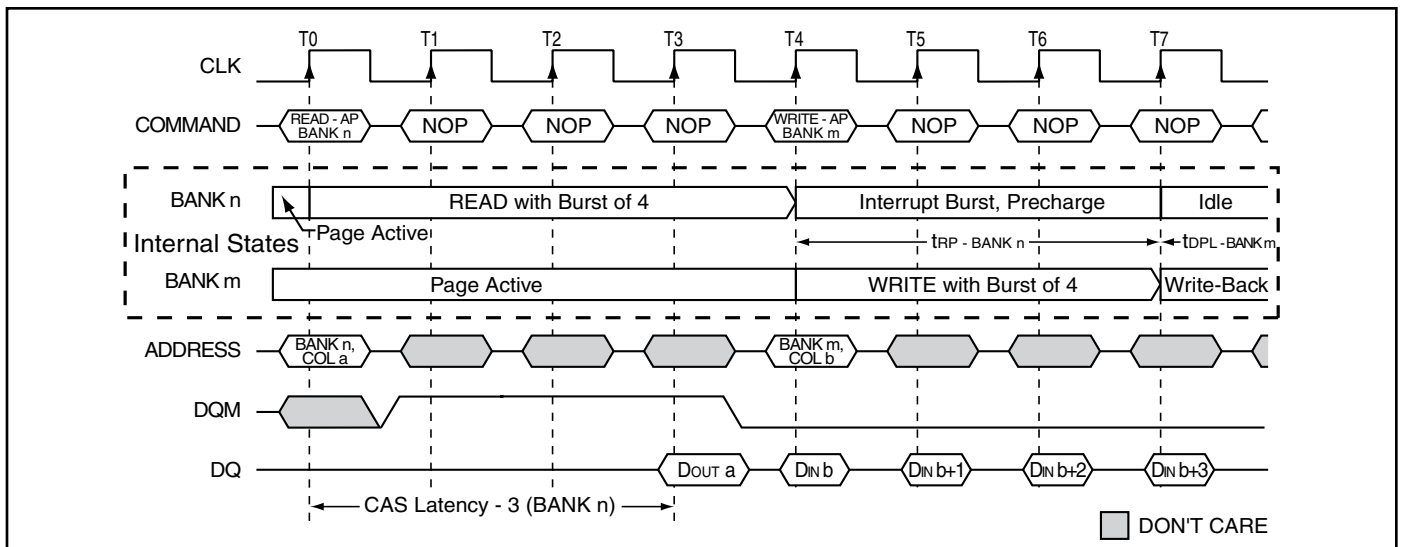 T0 T1 T2 T3 T4 T5 T6 T7
CLK
COMMAND READ - AP BANK n NOP NOP NOP WRITE - AP BANK m NOP NOP NOP
BANK n READ with Burst of 4 Interrupt Burst, Precharge Idle
Internal States Page Active tRP - BANK n tDPL - BANK m
BANK m Page Active WRITE with Burst of 4 Write-Back
ADDRESS BANK n, COL a BANK m, COL b
DQM
DQ DOUT a DIN b DIN b+1 DIN b+2 DIN b+3
CAS Latency - 3 (BANK n)
DON'T CARE